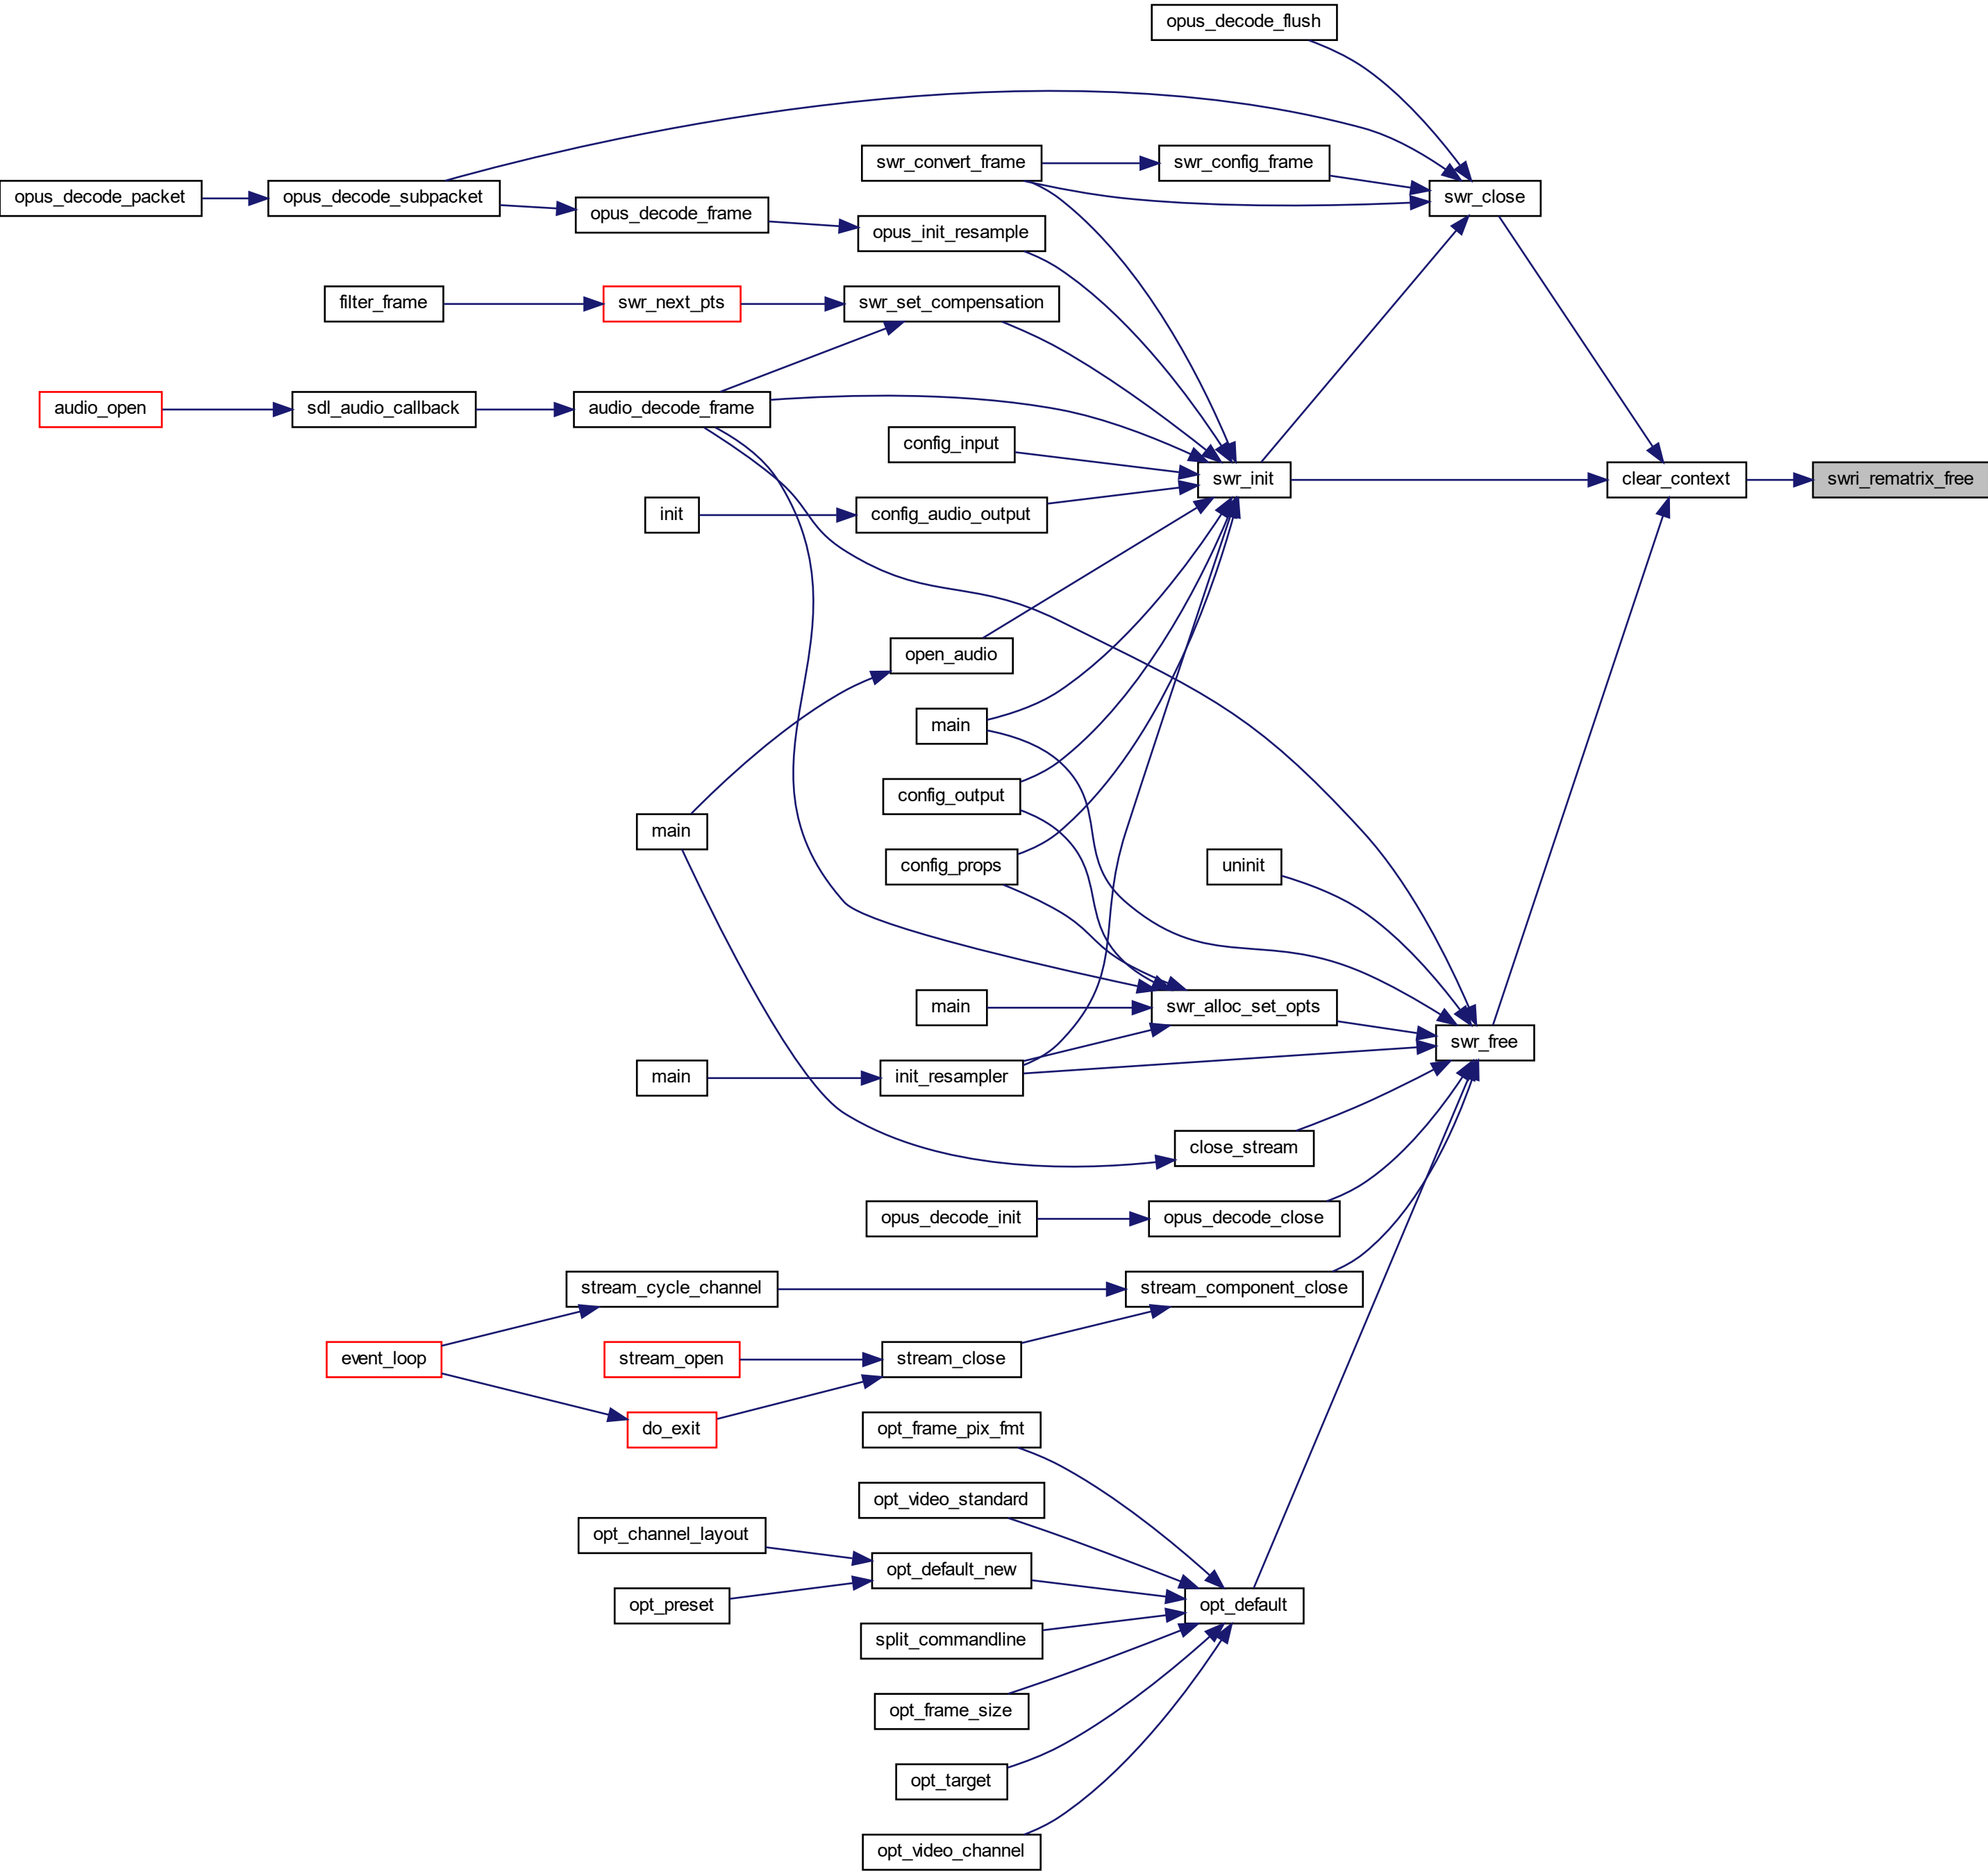 opus_decode_flush
swr_convert_frame
swr_config_frame
opus_decode_packet
opus_decode_subpacket
swr_close
opus_decode_frame
opus_init_resample
filter_frame
swr_next_pts
swr_set_compensation
audio_open
sdl_audio_callback
audio_decode_frame
config_input
swr_init
clear_context
swri_rematrix_free
init
config_audio_output
open_audio
main
config_output
main
config_props
uninit
main
swr_alloc_set_opts
swr_free
main
init_resampler
close_stream
opus_decode_init
opus_decode_close
stream_cycle_channel
stream_component_close
event_loop
stream_open
stream_close
do_exit
opt_frame_pix_fmt
opt_video_standard
opt_channel_layout
opt_default_new
opt_preset
opt_default
split_commandline
opt_frame_size
opt_target
opt_video_channel